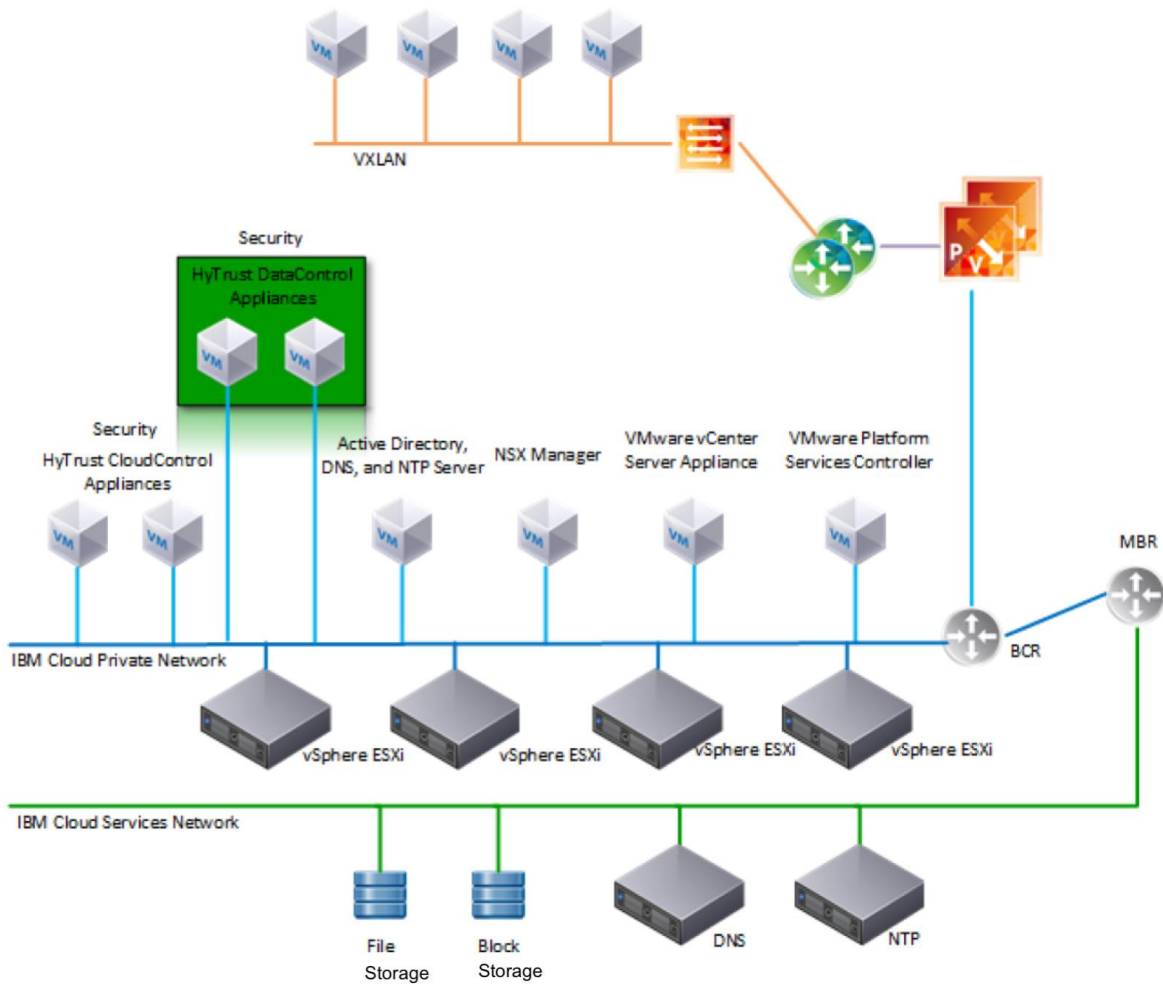 VM
VM
VM
VM
VXLAN
P
V
Security
HyTrust DataControl
Appliances
VM
VM
Security
HyTrust CloudControl
Appliances
VM
VM
Active Directory,
DNS, and NTP Server
VM
NSX Manager
VM
VMware vCenter
Server Appliance
VM
VMware Platform
Services Controller
VM
MBR
BCR
IBM Cloud Private Network
vSphere ESXi
vSphere ESXi
vSphere ESXi
vSphere ESXi
IBM Cloud Services Network
File
Storage
Block
Storage
DNS
NTP